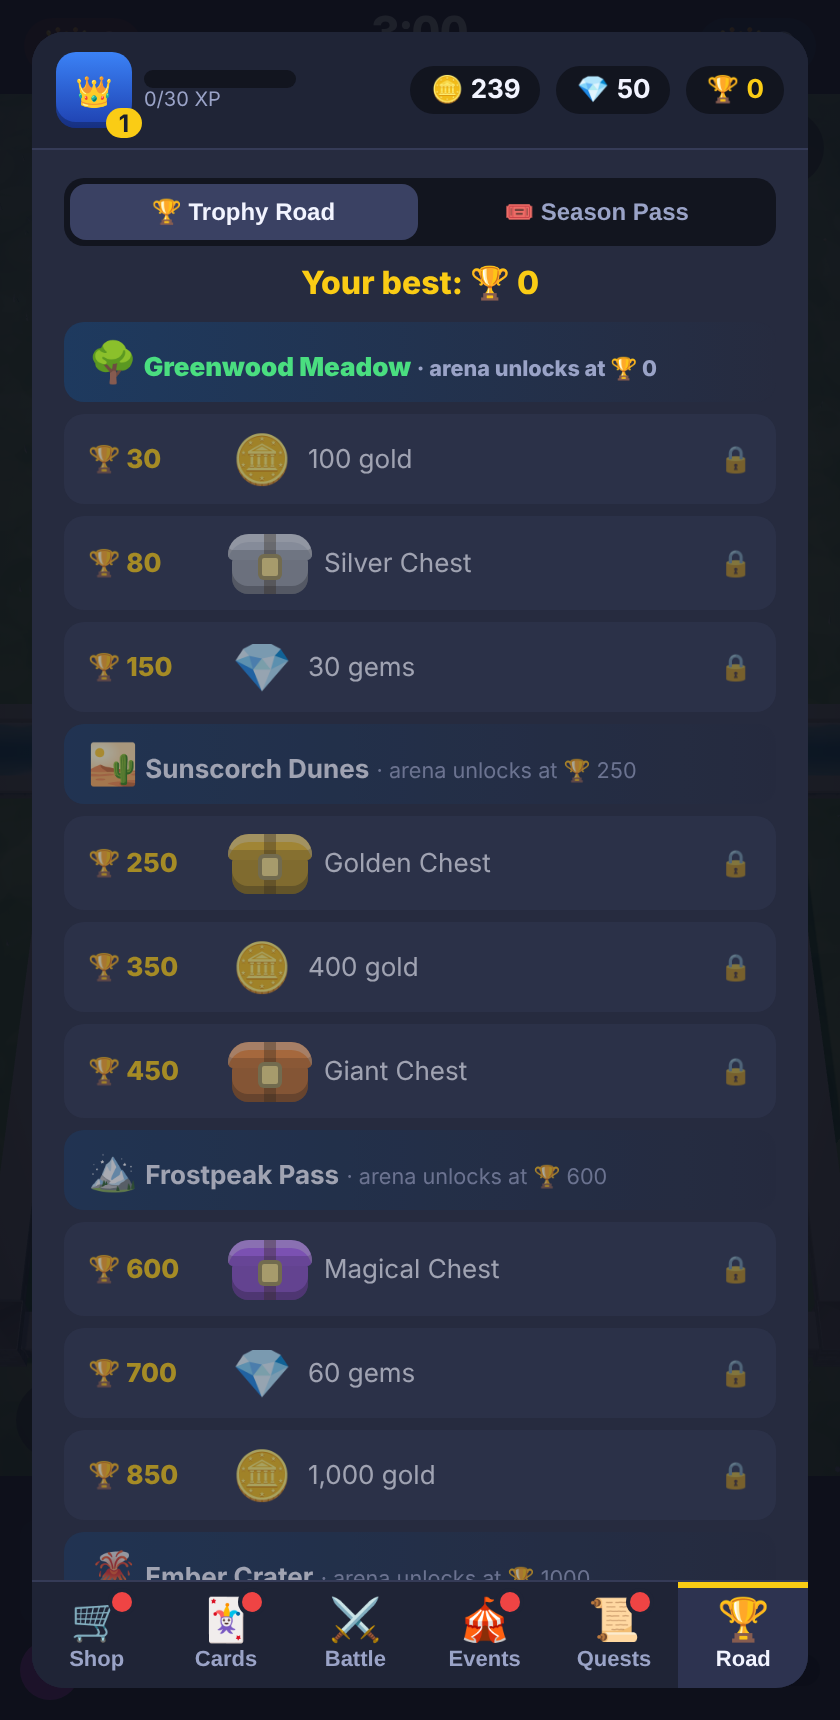 3:00
0/30 XP
1
239
50
0
Trophy Road
Season Pass
Your best: 0
Greenwood Meadow · arena unlocks at 0
30 100 gold
80 Silver Chest
150 30 gems
Sunscorch Dunes · arena unlocks at 250
250 Golden Chest
350 400 gold
450 Giant Chest
Frostpeak Pass · arena unlocks at 600
600 Magical Chest
700 60 gems
850 1,000 gold
Ember Crater · arena unlocks at 1000
Shop
Cards
Battle
Events
Quests
Road